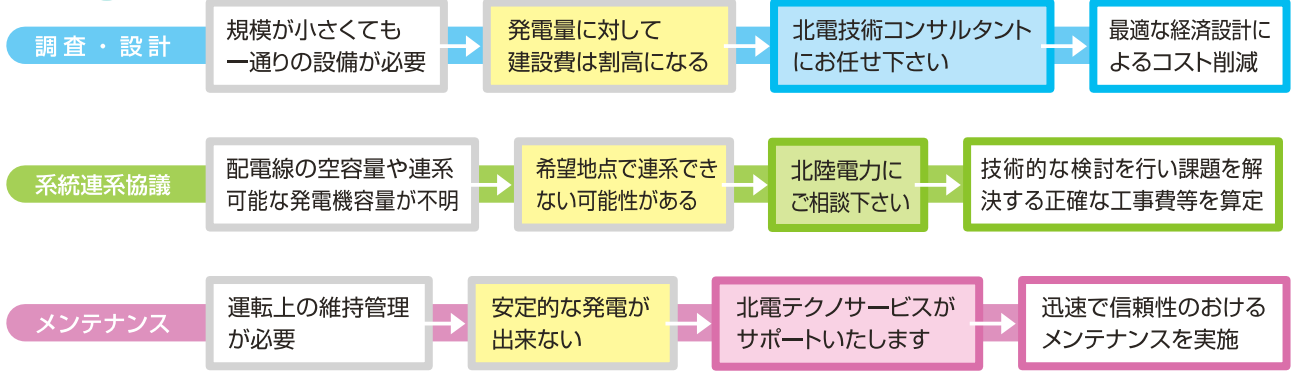 調査・設計
規模が小さくても
一通りの設備が必要
発電量に対して
建設費は割高になる
北電技術コンサルタント
にお任せ下さい
最適な経済設計に
よるコスト削減
系統連系協議
配電線の空容量や連系
可能な発電機容量が不明
希望地点で連系でき
ない可能性がある
北陸電力に
ご相談下さい
技術的な検討を行い課題を解
決する正確な工事費等を算定
メンテナンス
運転上の維持管理
が必要
安定的な発電が
出来ない
北電テクノサービスが
サポートいたします
迅速で信頼性のおける
メンテナンスを実施